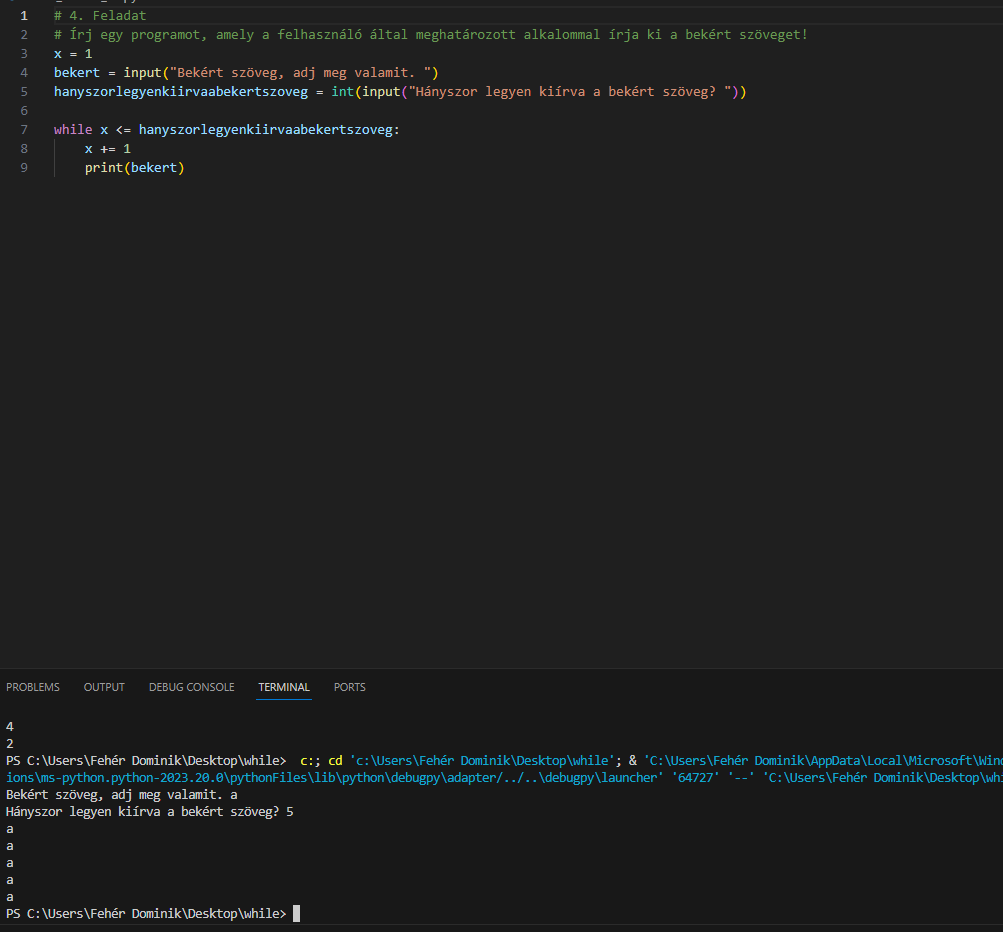 1 # 4. Feladat
2 # Írj egy programot, amely a felhasználó által meghatározott alkalommal írja ki a bekért szöveget!
3 x = 1
4 bekert = input("Bekért szöveg, adj meg valamit. ")
5 hanyszorlegyenkiirvaabekertszoveg = int(input("Hányszor legyen kiírva a bekért szöveg? "))
6
7 while x <= hanyszorlegyenkiirvaabekertszoveg:
8     x += 1
9     print(bekert)
PROBLEMS OUTPUT DEBUG CONSOLE TERMINAL PORTS
4
2
PS C:\Users\Fehér Dominik\Desktop\while>  c:; cd 'c:\Users\Fehér Dominik\Desktop\while'; & 'C:\Users\Fehér Dominik\AppData\Local\Microsoft\Win
ions\ms-python.python-2023.20.0\pythonFiles\lib\python\debugpy\adapter/../..\debugpy\launcher' '64727' '--' 'C:\Users\Fehér Dominik\Desktop\whi
Bekért szöveg, adj meg valamit. a
Hányszor legyen kiírva a bekért szöveg? 5
a
a
a
a
a
PS C:\Users\Fehér Dominik\Desktop\while>